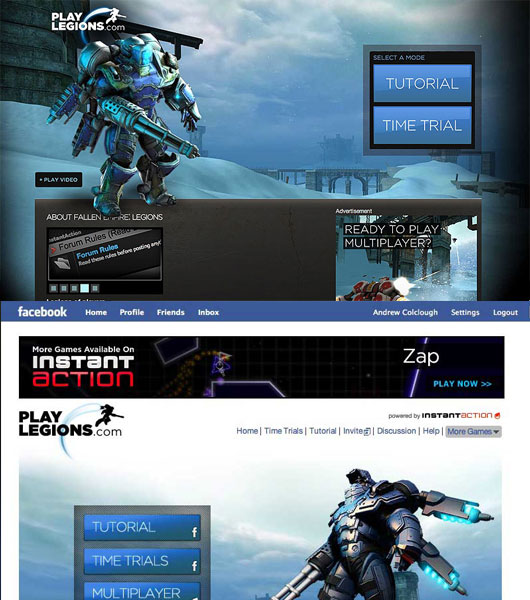 PLAY
LEGIONS.com
SELECT A MODE
TUTORIAL
TIME TRIAL
PLAY VIDEO
ABOUT FALLEN EMPIRE: LEGIONS
Advertisement
Forum Rules (Read
Forum Rules
Read these rules before posting any
READY TO PLAY
MULTIPLAYER?
facebook Home Profile Friends Inbox Andrew Colclough Settings Logout
More Games Available On
INSTANT
ACTION
Zap
PLAY NOW >>
PLAY
LEGIONS.com
powered by INSTANTACTION
Home | Time Trials | Tutorial | Invite | Discussion | Help | More Games
TUTORIAL f
TIME TRIALS f
MULTIPLAYER